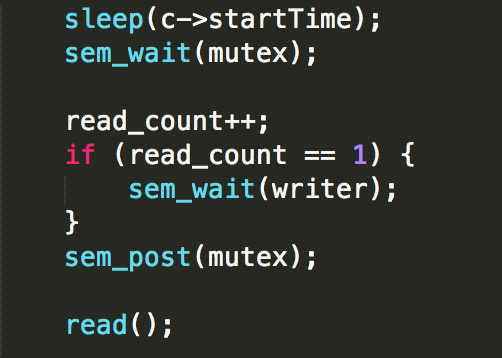 sleep(c->startTime);
sem_wait(mutex);
read_count++;
if (read_count == 1) {
sem_wait(writer);
}
sem_post(mutex);
read();